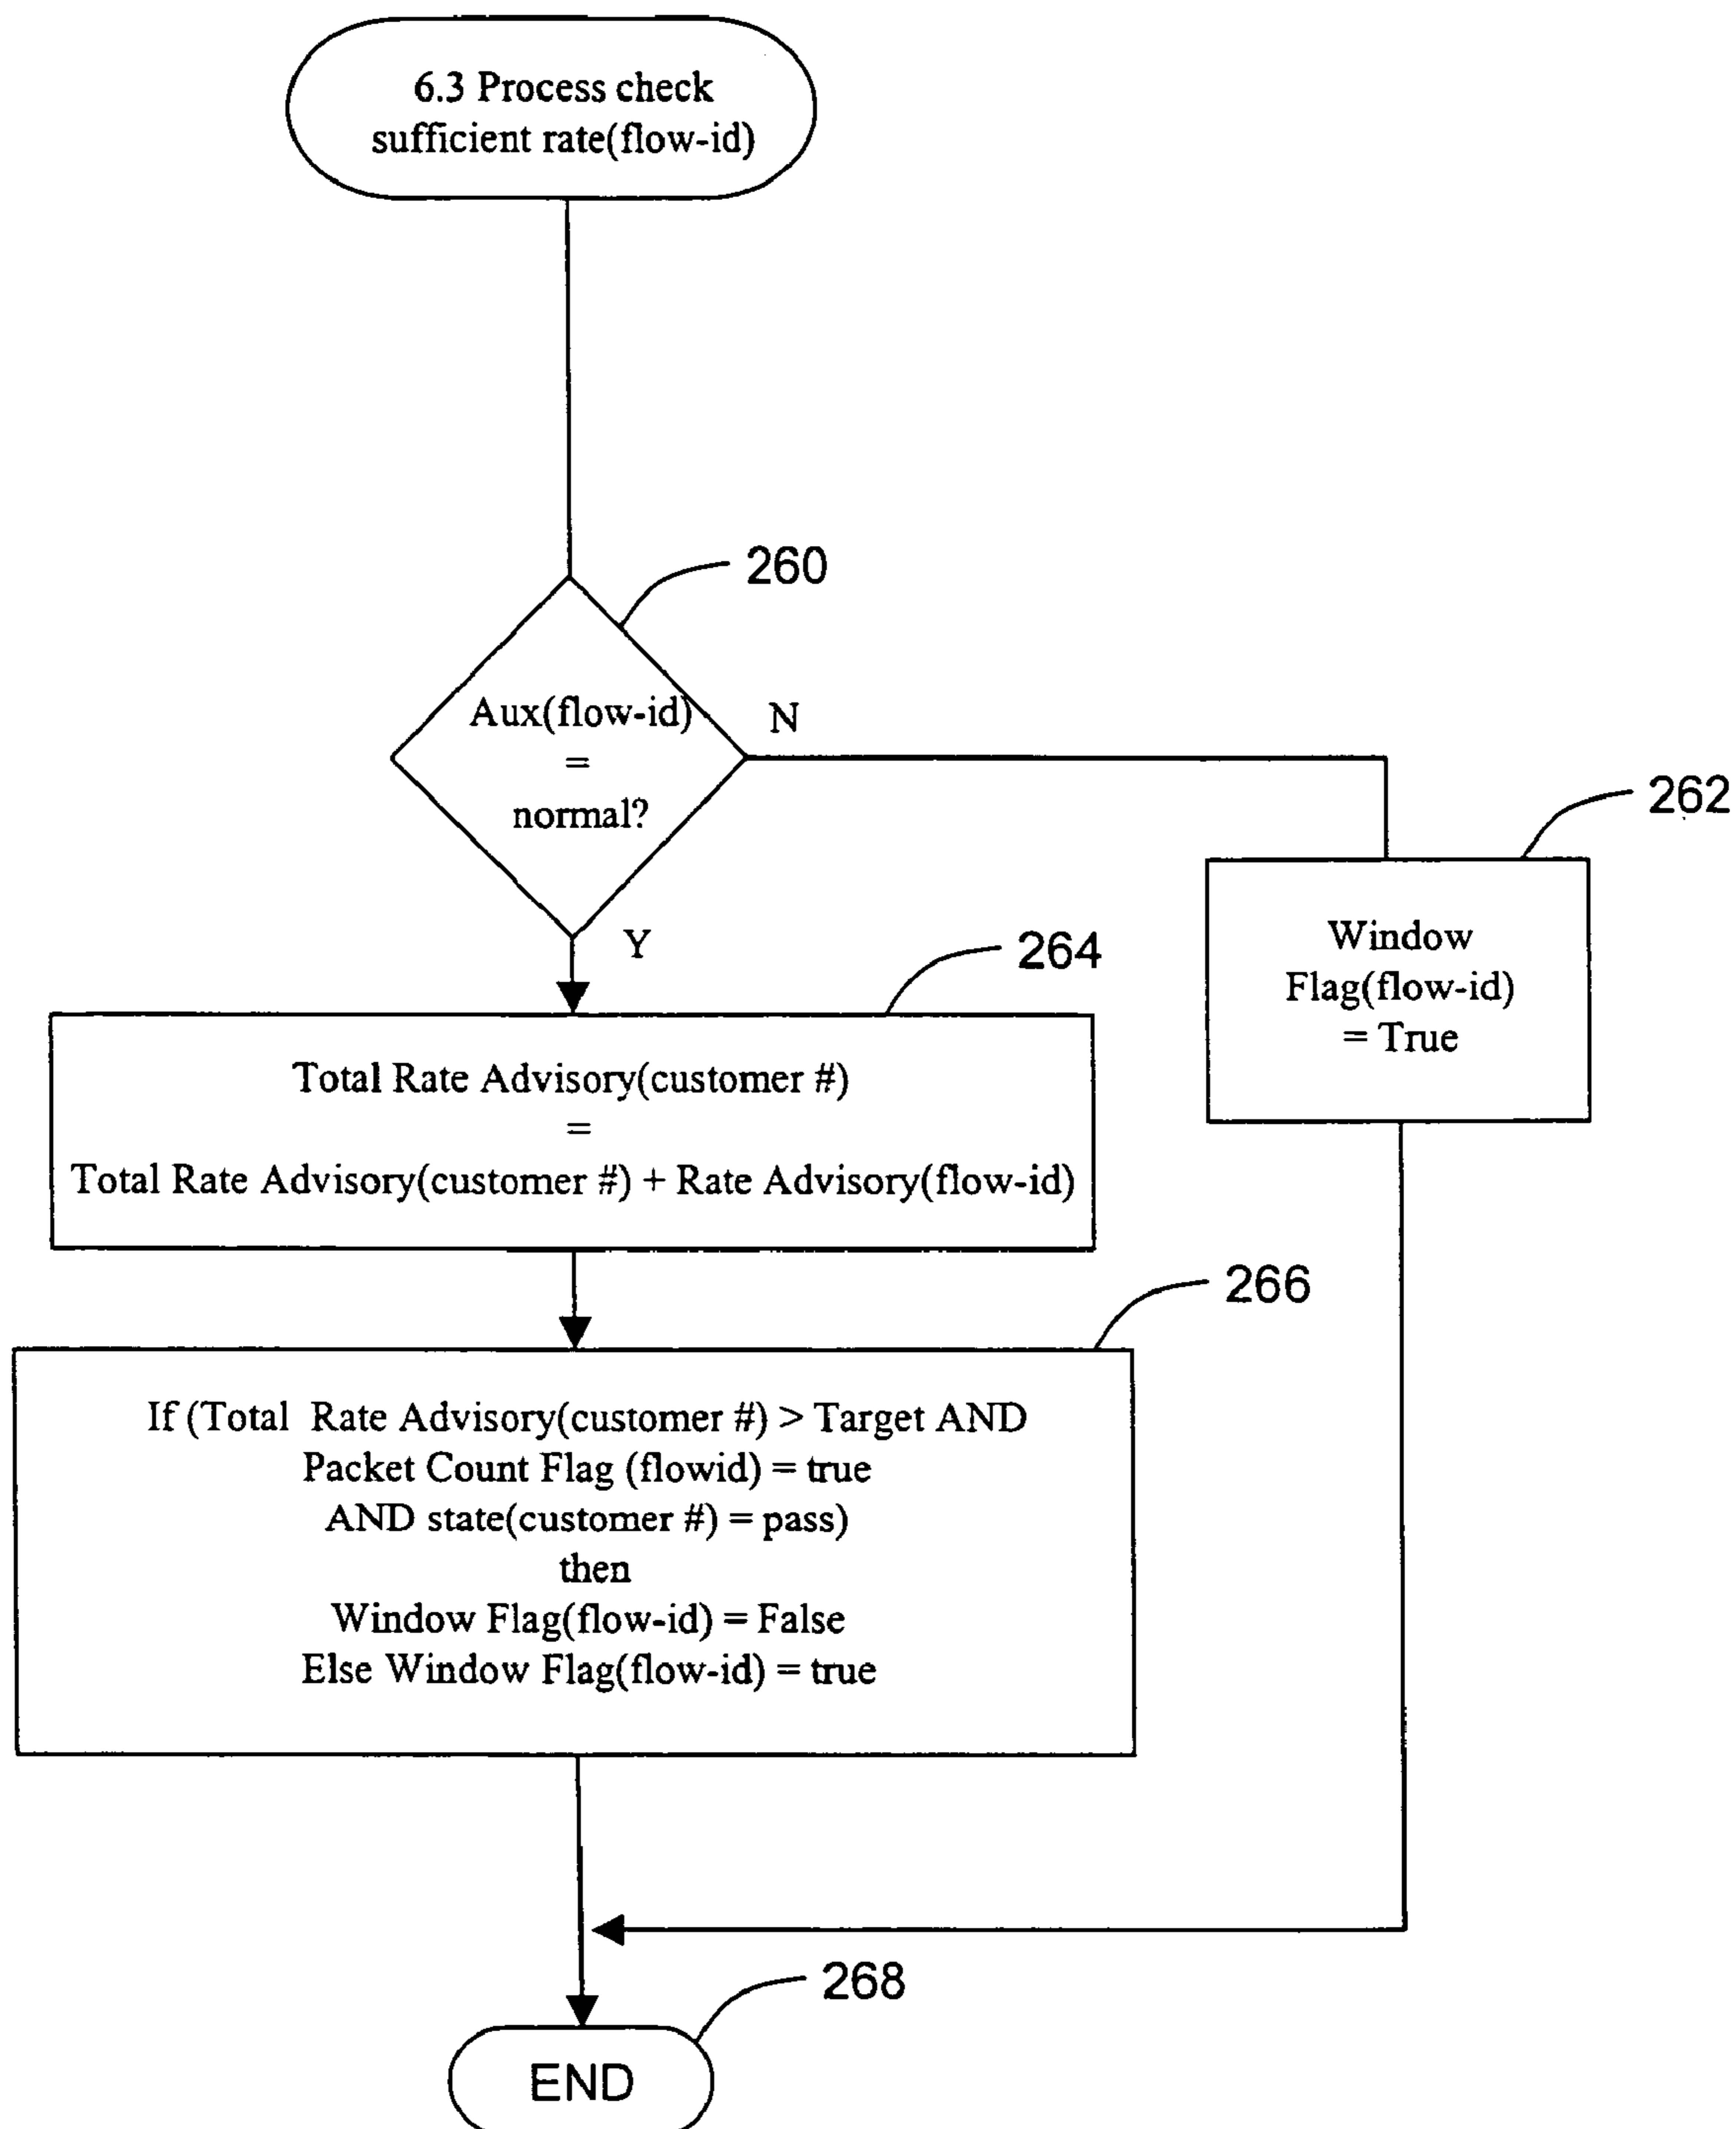 6.3 Process check
sufficient rate(flow-id)
260
Aux(flow-id)
=
normal?
N
262
Window
Flag(flow-id)
= True
Y
264
Total Rate Advisory(customer #)
=
Total Rate Advisory(customer #) + Rate Advisory(flow-id)
266
If (Total Rate Advisory(customer #) > Target AND
Packet Count Flag (flowid) = true
AND state(customer #) = pass)
then
Window Flag(flow-id) = False
Else Window Flag(flow-id) = true
268
END